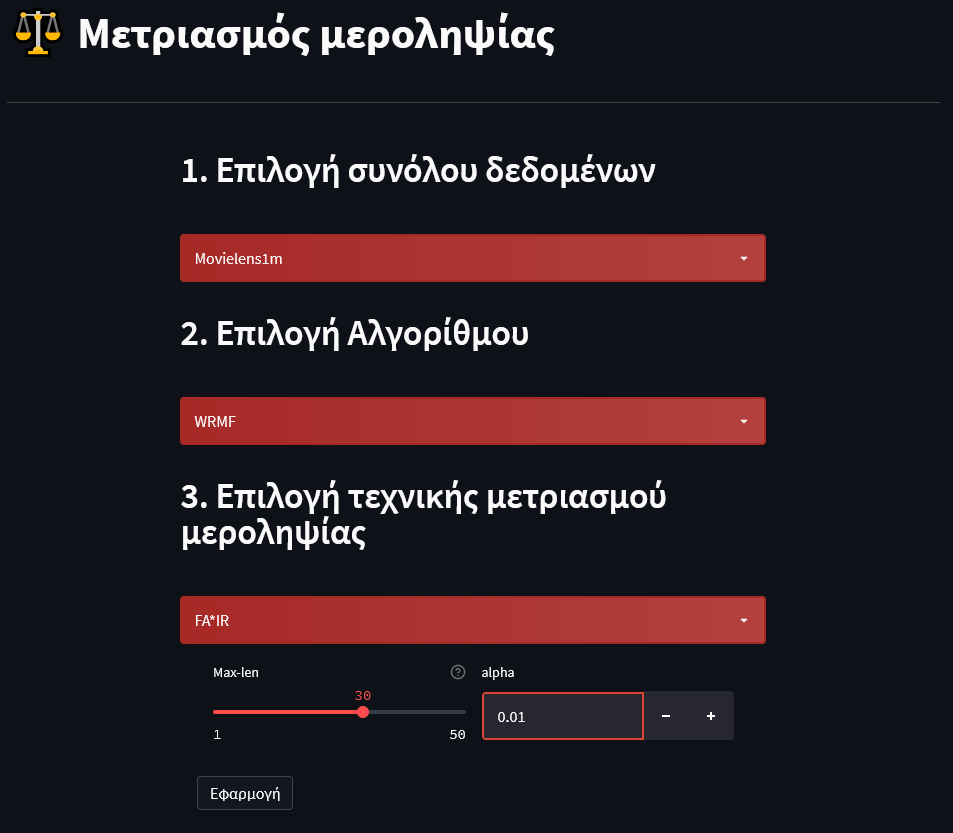 Μετριασμός μεροληψίας
1. Επιλογή συνόλου δεδομένων
Movielens1m
2. Επιλογή Αλγορίθμου
WRMF
3. Επιλογή τεχνικής μετριασμού
μεροληψίας
FA*IR
Max-len
alpha
30
0.01
1
50
Εφαρμογή